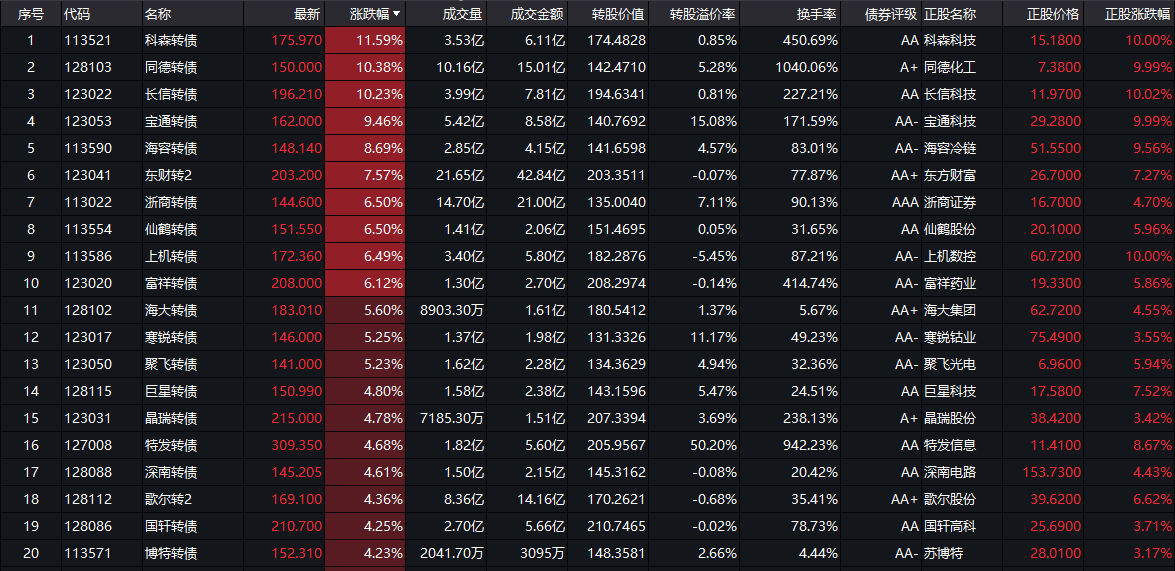 序号 代码 名称 最新 涨跌幅 成交量 成交金额 转股价值 转股溢价率 换手率 债券评级 正股名称 正股价格 正股涨跌幅
1 113521 科森转债 175.970 11.59% 3.53亿 6.11亿 174.4828 0.85% 450.69% AA 科森科技 15.1800 10.00%
2 128103 同德转债 150.000 10.38% 10.16亿 15.01亿 142.4710 5.28% 1040.06% A+ 同德化工 7.3800 9.99%
3 123022 长信转债 196.210 10.23% 3.99亿 7.81亿 194.6341 0.81% 227.21% AA 长信科技 11.9700 10.02%
4 123053 宝通转债 162.000 9.46% 5.42亿 8.58亿 140.7692 15.08% 171.59% AA- 宝通科技 29.2800 9.99%
5 113590 海容转债 148.140 8.69% 2.85亿 4.15亿 141.6598 4.57% 83.01% AA- 海容冷链 51.5500 9.56%
6 123041 东财转2 203.200 7.57% 21.65亿 42.84亿 203.3511 -0.07% 77.87% AA+ 东方财富 26.7000 7.27%
7 113022 浙商转债 144.600 6.50% 14.70亿 21.00亿 135.0040 7.11% 90.13% AAA 浙商证券 16.7000 4.70%
8 113554 仙鹤转债 151.550 6.50% 1.41亿 2.06亿 151.4695 0.05% 31.65% AA 仙鹤股份 20.1000 5.96%
9 113586 上机转债 172.360 6.49% 3.40亿 5.80亿 182.2876 -5.45% 87.21% AA- 上机数控 60.7200 10.00%
10 123020 富祥转债 208.000 6.12% 1.30亿 2.70亿 208.2974 -0.14% 414.74% AA- 富祥药业 19.3300 5.86%
11 128102 海大转债 183.010 5.60% 8903.30万 1.61亿 180.5412 1.37% 5.67% AA+ 海大集团 62.7200 4.55%
12 123017 寒锐转债 146.000 5.25% 1.37亿 1.98亿 131.3326 11.17% 49.23% AA- 寒锐钴业 75.4900 3.55%
13 123050 聚飞转债 141.000 5.23% 1.62亿 2.28亿 134.3629 4.94% 32.36% AA- 聚飞光电 6.9600 5.94%
14 128115 巨星转债 150.990 4.80% 1.58亿 2.38亿 143.1596 5.47% 24.51% AA 巨星科技 17.5800 7.52%
15 123031 晶瑞转债 215.000 4.78% 7185.30万 1.51亿 207.3394 3.69% 238.13% A+ 晶瑞股份 38.4200 3.42%
16 127008 特发转债 309.350 4.68% 1.82亿 5.60亿 205.9567 50.20% 942.23% AA 特发信息 11.4100 8.67%
17 128088 深南转债 145.205 4.61% 1.50亿 2.15亿 145.3162 -0.08% 20.42% AA 深南电路 153.7300 4.43%
18 128112 歌尔转2 169.100 4.36% 8.36亿 14.16亿 170.2621 -0.68% 35.41% AA+ 歌尔股份 39.6200 6.62%
19 128086 国轩转债 210.700 4.25% 2.70亿 5.66亿 210.7465 -0.02% 78.73% AA 国轩高科 25.6900 3.71%
20 113571 博特转债 152.310 4.23% 2041.70万 3095万 148.3581 2.66% 4.44% AA- 苏博特 28.0100 3.17%